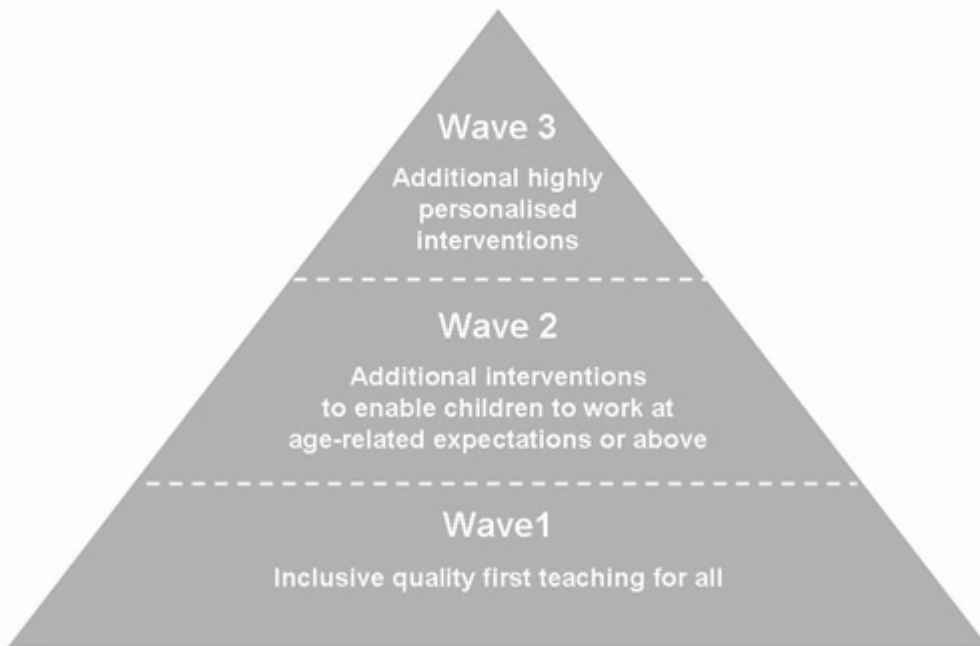 Wave 3
Additional highly
personalised
interventions
Wave 2
Additional interventions
to enable children to work at
age-related expectations or above
Wave1
Inclusive quality first teaching for all